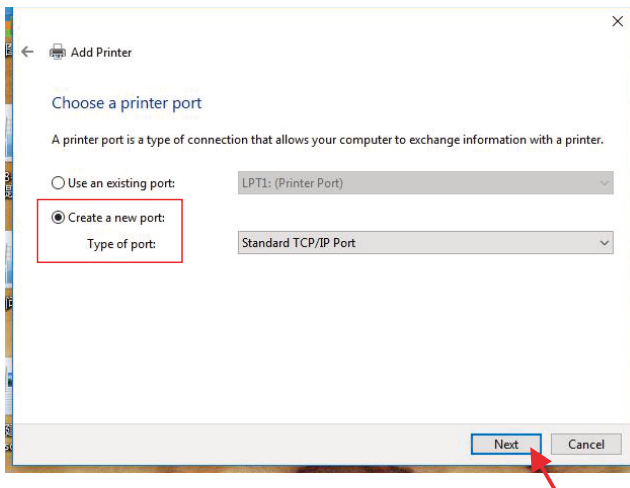 Add Printer
Choose a printer port
A printer port is a type of connection that allows your computer to exchange information with a printer.
Use an existing port:
LPT1: (Printer Port)
Create a new port:
Type of port:
Standard TCP/IP Port
Next
Cancel